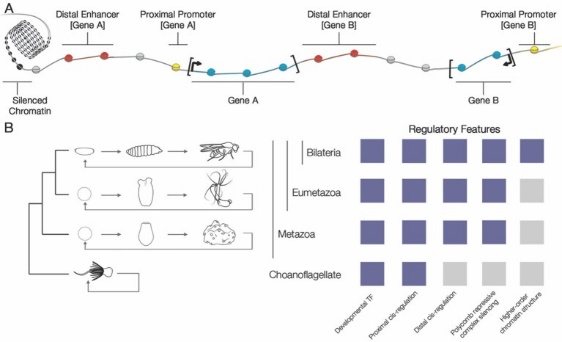 A
Distal Enhancer
[Gene A]
Proximal Promoter
[Gene A]
Distal Enhancer
[Gene B]
Proximal Promoter
[Gene B]
Silenced
Chromatin
Gene A
Gene B
B
Regulatory Features
Bilateria
Eumetazoa
Metazoa
Choanoflagellate
Developmental TF
Proximal cis-regulation
Distal cis-regulation
Polycomb repressive
complex silencing
Higher-order
chromatin structure